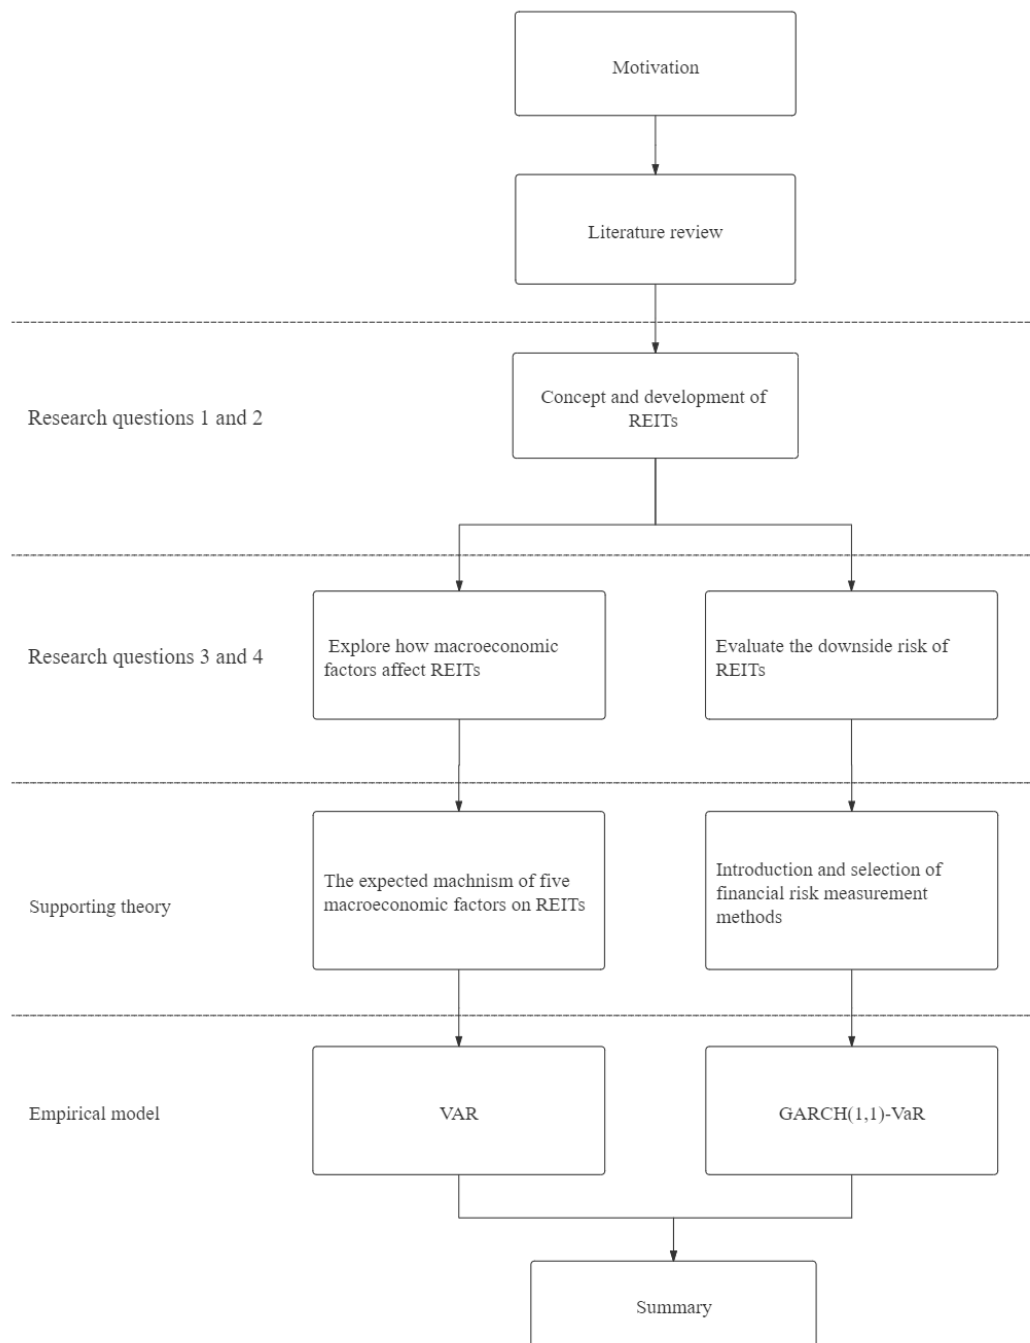 Motivation
Literature review
Research questions 1 and 2
Concept and development of
REITs
Research questions 3 and 4
Explore how macroeconomic
factors affect REITs
Evaluate the downside risk of
REITs
Supporting theory
The expected machnism of five
macroeconomic factors on REITs
Introduction and selection of
financial risk measurement
methods
Empirical model
VAR
GARCH(1,1)-VaR
Summary